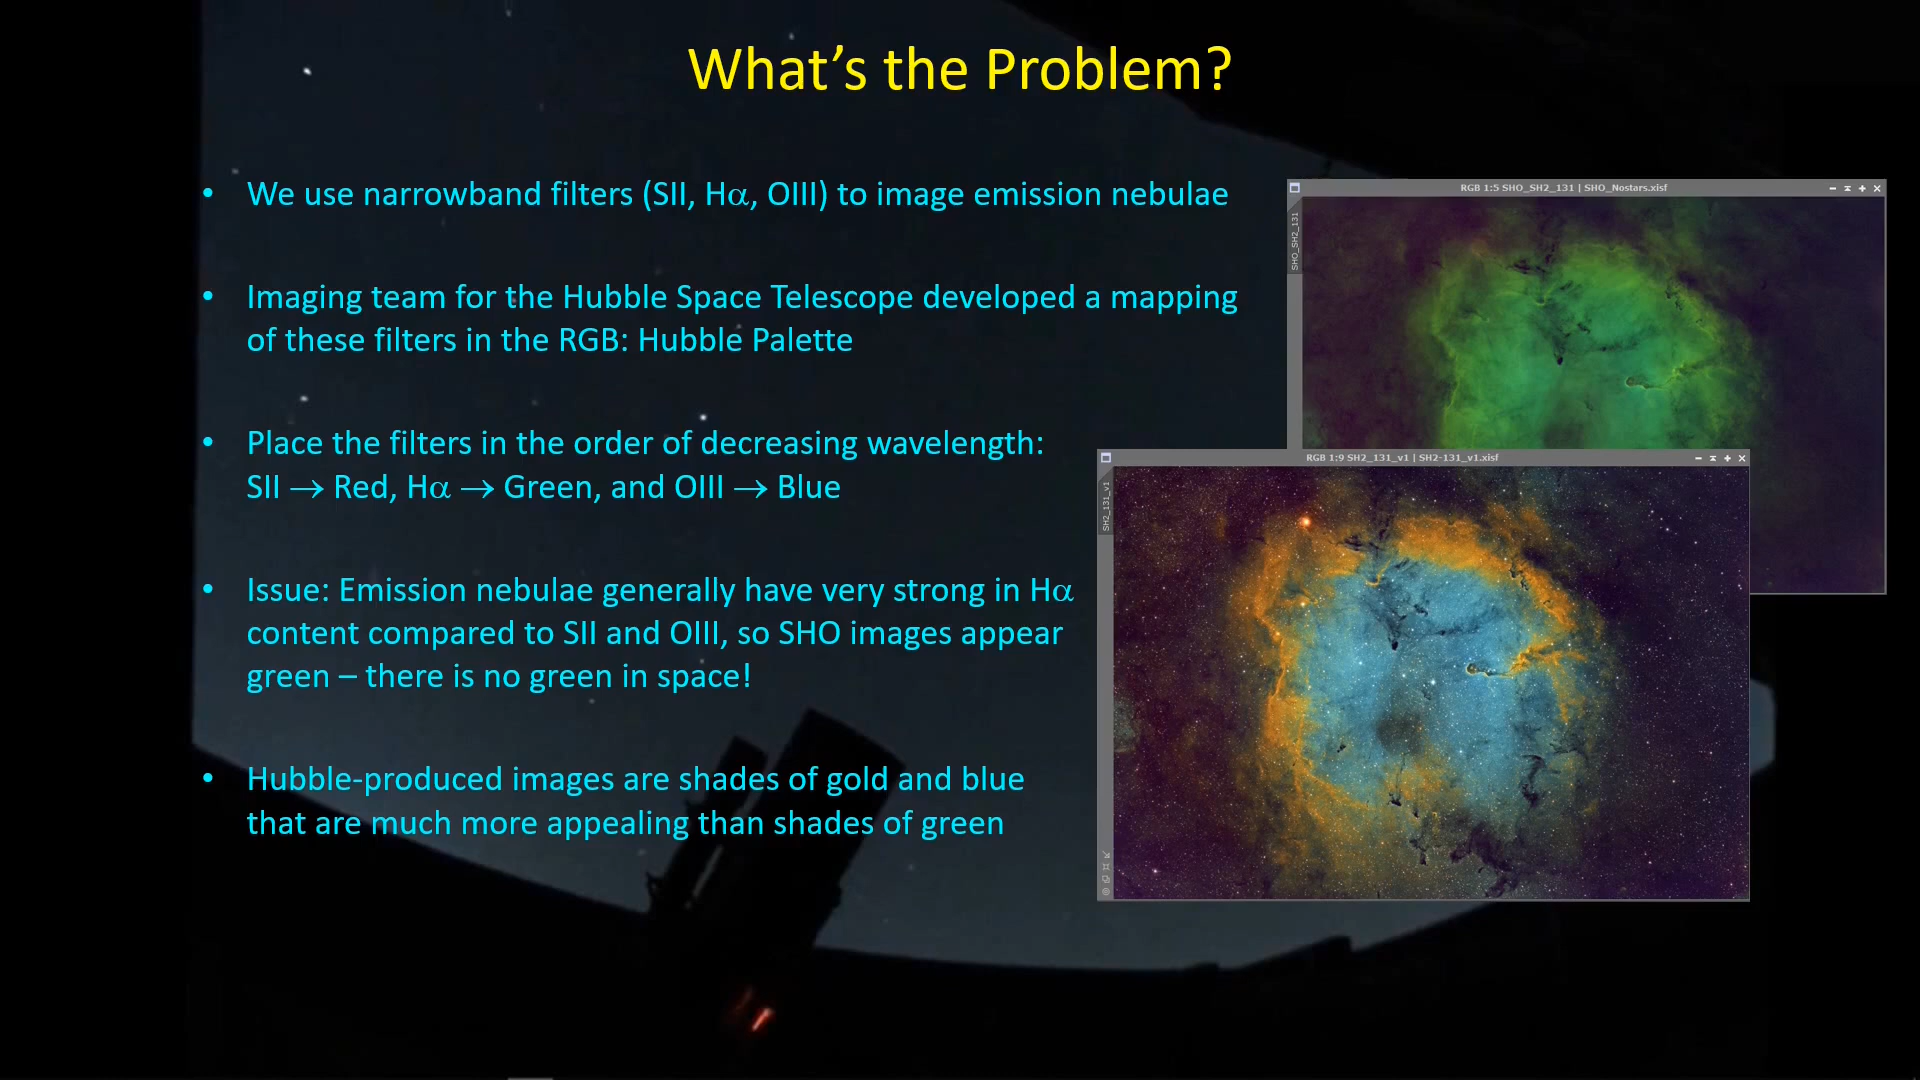 What’s the Problem?
• We use narrowband filters (SII, Hα, OIII) to image emission nebulae
• Imaging team for the Hubble Space Telescope developed a mapping
of these filters in the RGB: Hubble Palette
• Place the filters in the order of decreasing wavelength:
SII → Red, Hα → Green, and OIII → Blue
• Issue: Emission nebulae generally have very strong in Hα
content compared to SII and OIII, so SHO images appear
green – there is no green in space!
• Hubble-produced images are shades of gold and blue
that are much more appealing than shades of green
RGB 1:5 SHO_SH2_131 | SHO_Nostars.xisf
SHO_SH2_131
RGB 1:9 SH2_131_v1 | SH2-131_v1.xisf
SH2_131_v1